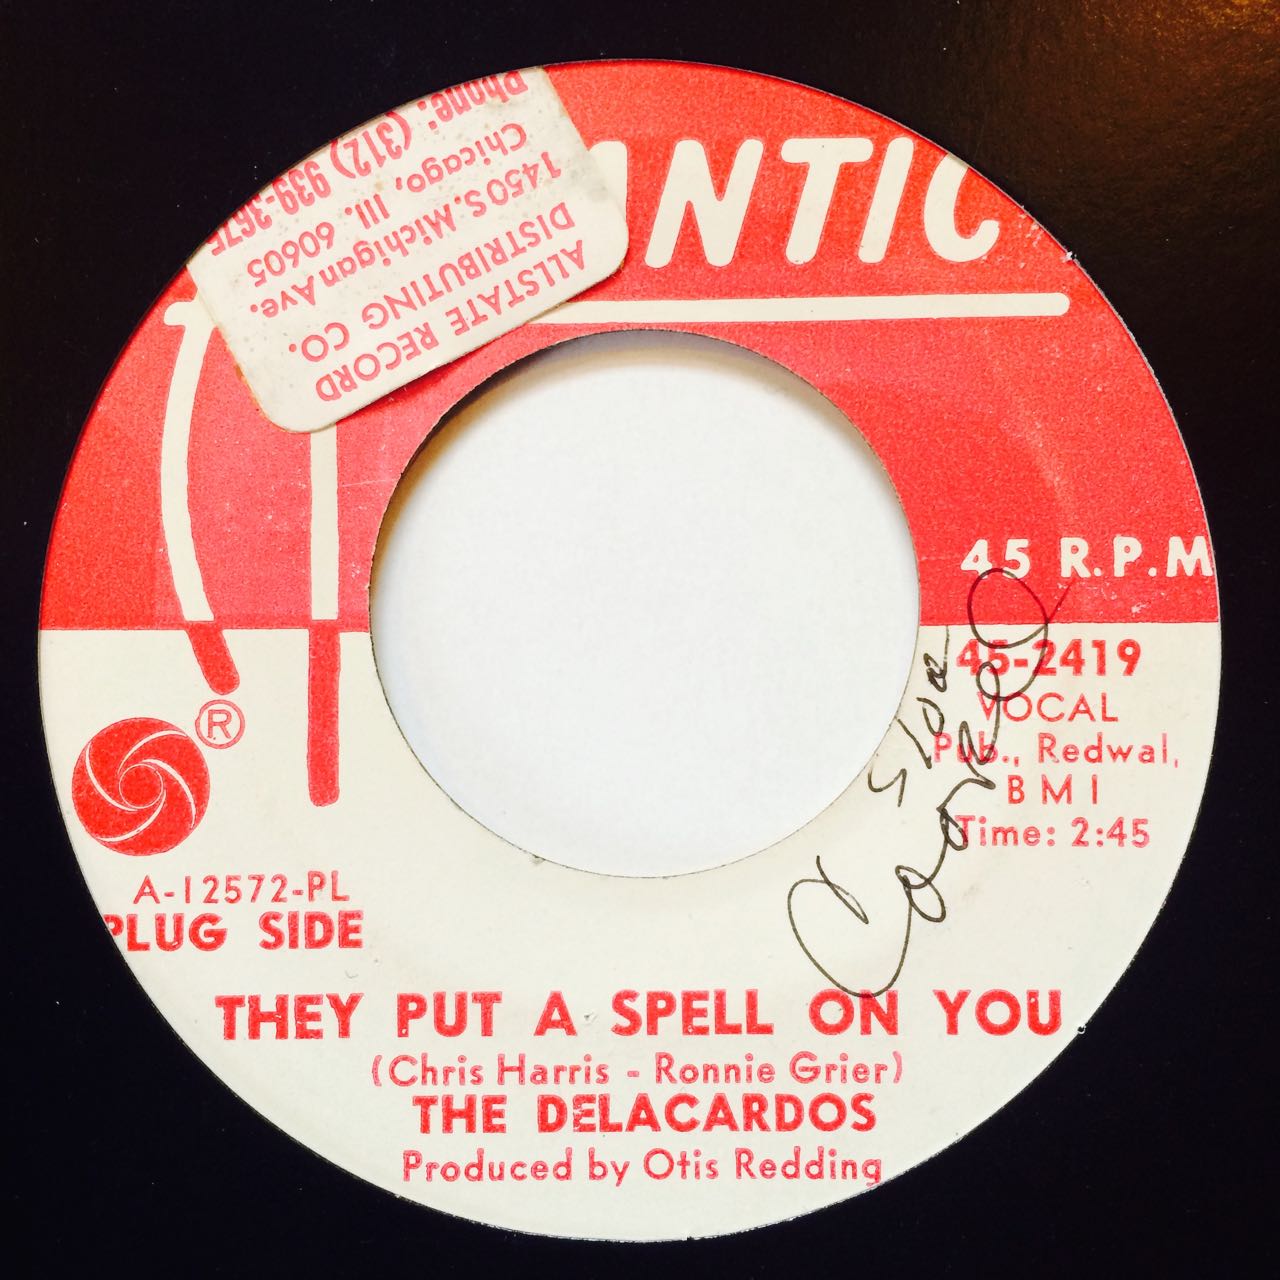 ALLSTATE RECORD
DISTRIBUTING CO.
1450 S. Michigan Ave.
Chicago, Ill. 60605
Phone: (312) 939-3675
NTIC
45 R.P.M
45-2419
VOCAL
Pub., Redwal,
BMI
Time: 2:45
®
A-12572-PL
PLUG SIDE
THEY PUT A SPELL ON YOU
(Chris Harris - Ronnie Grier)
THE DELACARDOS
Produced by Otis Redding